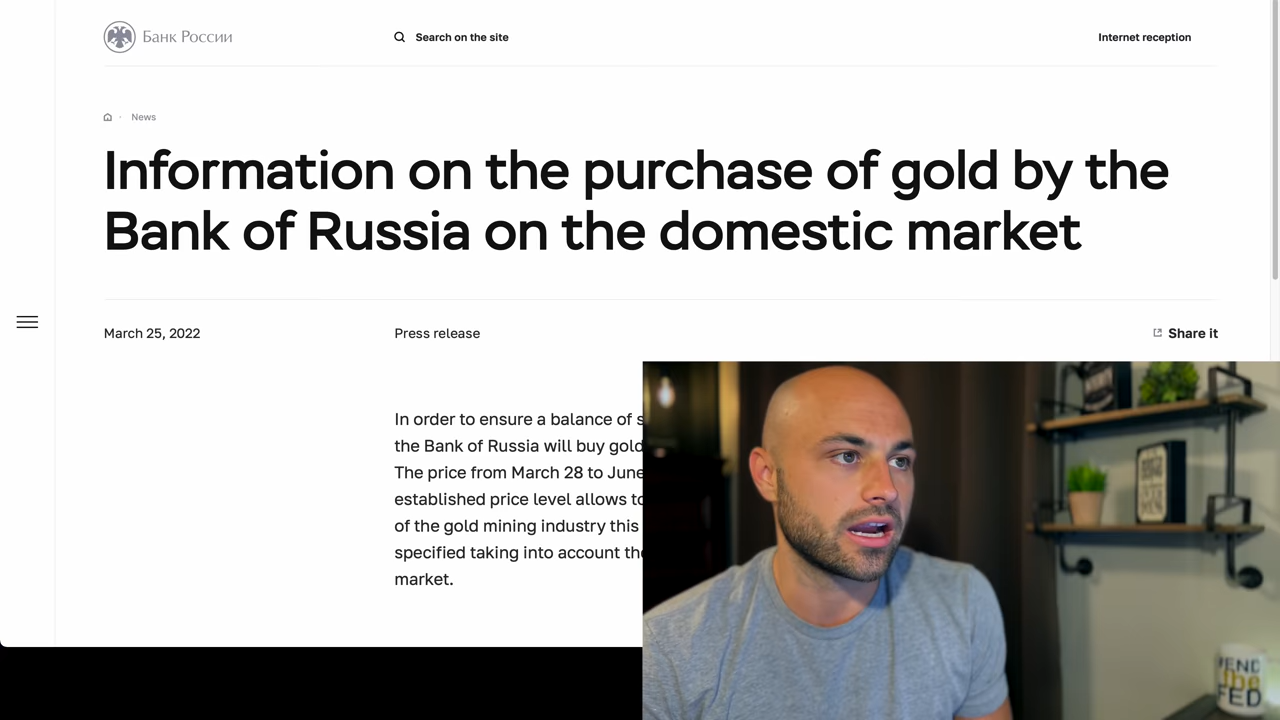 Банк России
Search on the site
Internet reception
News
Information on the purchase of gold by the
Bank of Russia on the domestic market
March 25, 2022
Press release
Share it
In order to ensure a balance of s
the Bank of Russia will buy gold
The price from March 28 to June
established price level allows to
of the gold mining industry this
specified taking into account the
market.
END
the
FED